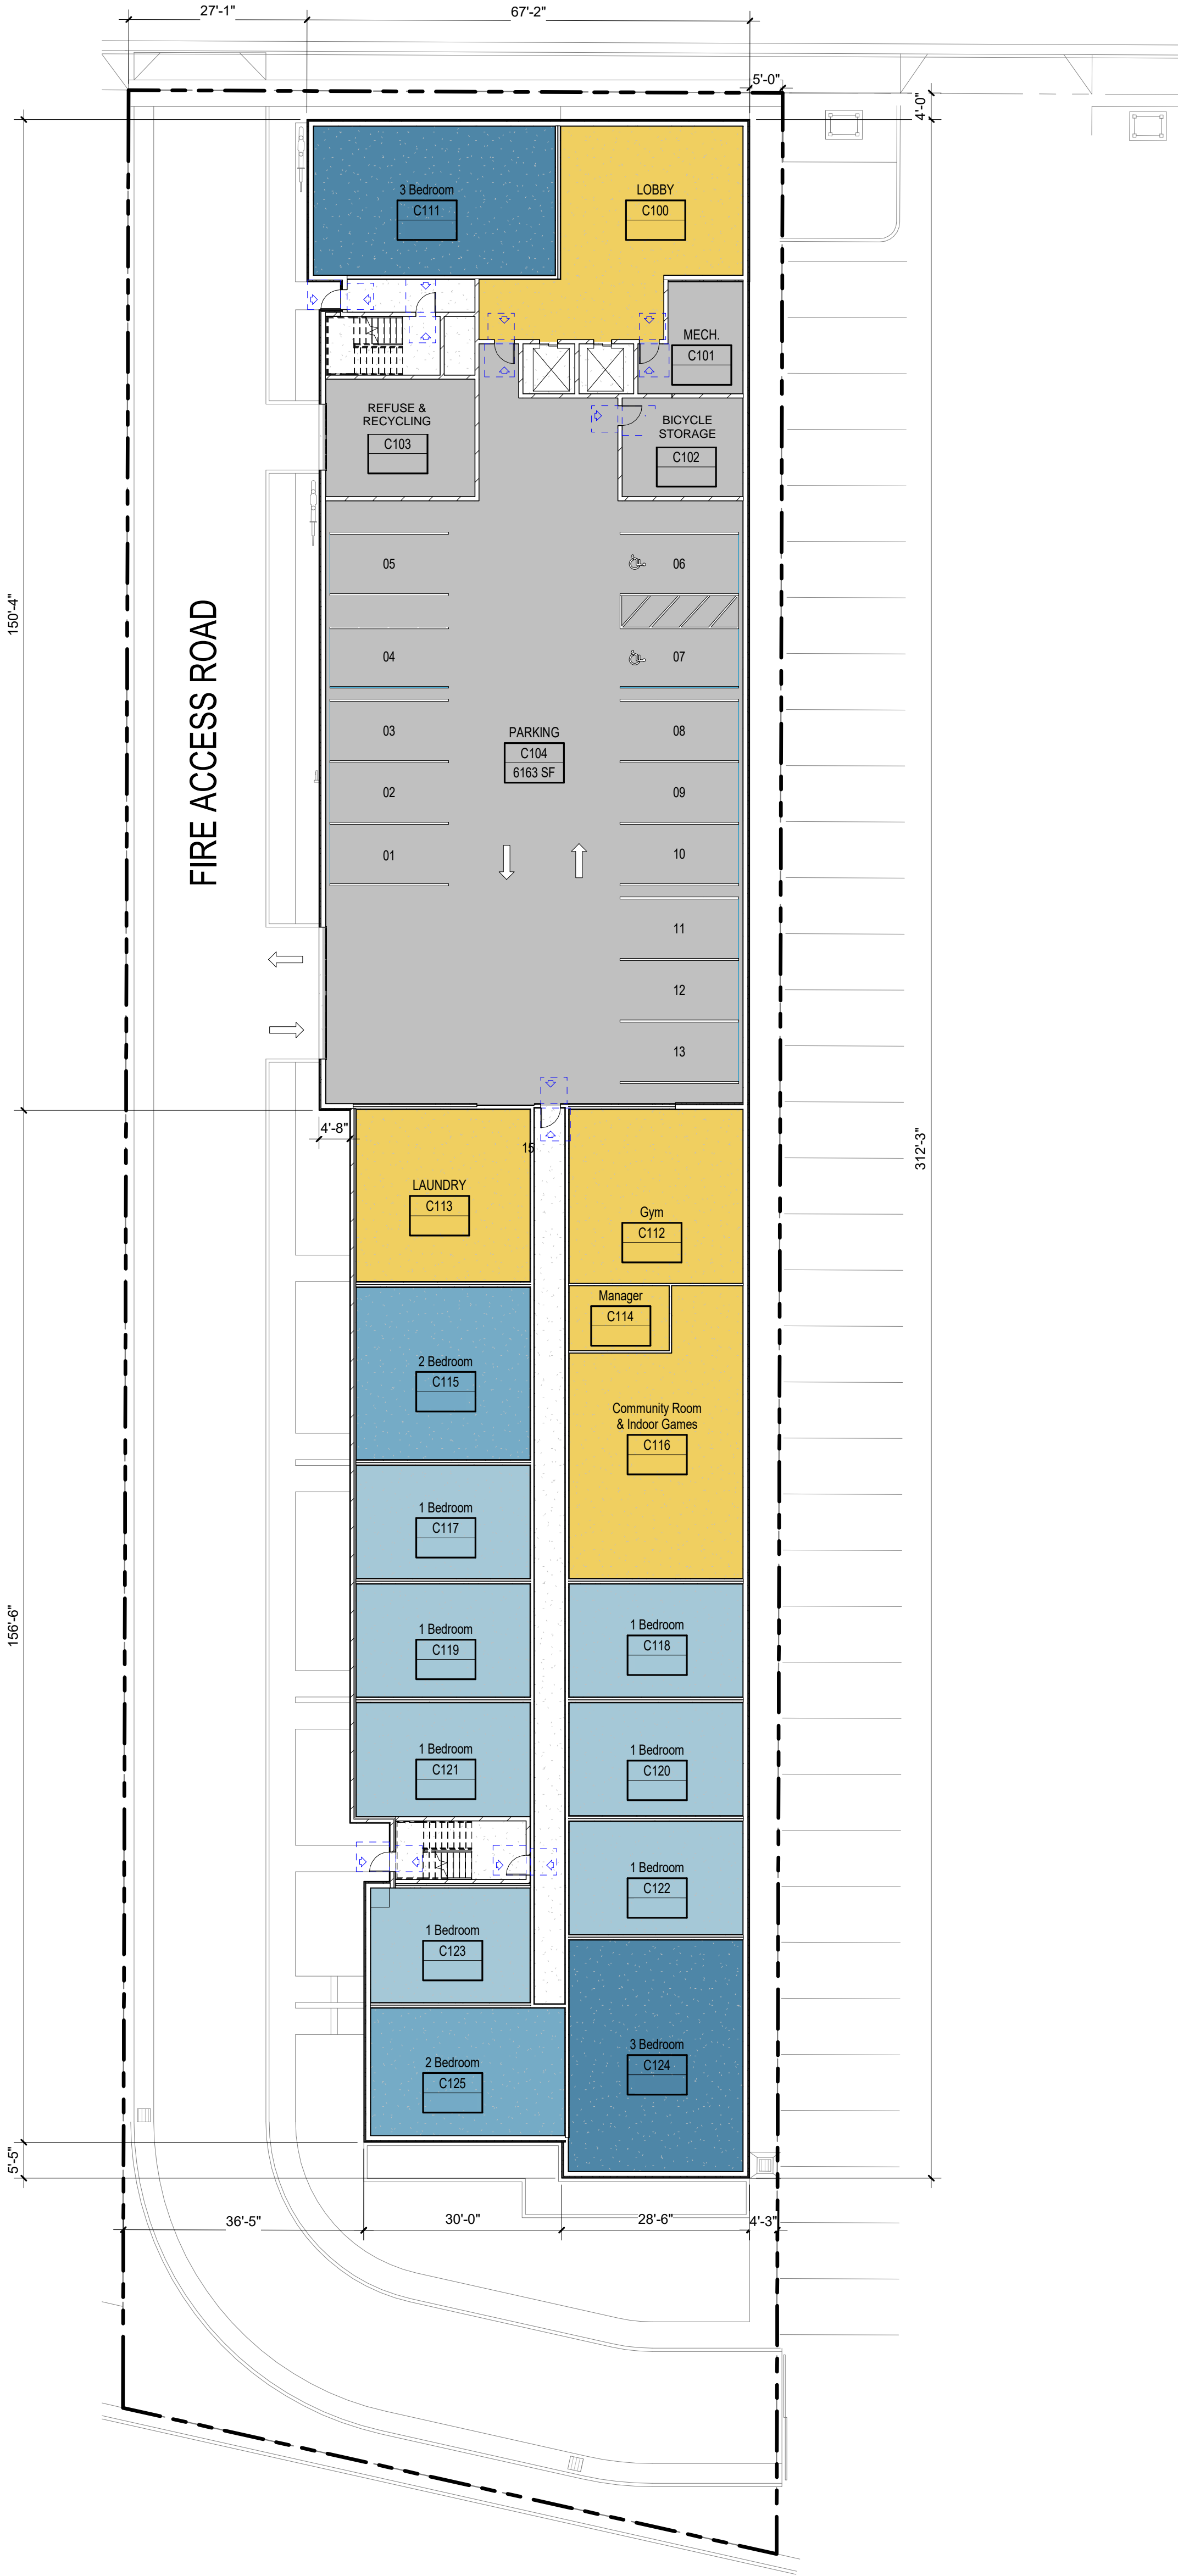 27'-1"
67'-2"
5'-0"
4'-0"
3 Bedroom
C111
LOBBY
C100
MECH.
C101
REFUSE &
RECYCLING
C103
BICYCLE
STORAGE
C102
05
06
150'-4"
FIRE ACCESS ROAD
04
07
03
08
PARKING
C104
6163 SF
02
09
01
10
11
12
13
4'-8"
15
312'-3"
LAUNDRY
C113
Gym
C112
Manager
C114
2 Bedroom
C115
Community Room
& Indoor Games
C116
1 Bedroom
C117
156'-6"
1 Bedroom
C119
1 Bedroom
C118
1 Bedroom
C121
1 Bedroom
C120
1 Bedroom
C122
1 Bedroom
C123
2 Bedroom
C125
3 Bedroom
C124
5'-5"
36'-5"
30'-0"
28'-6"
4'-3"